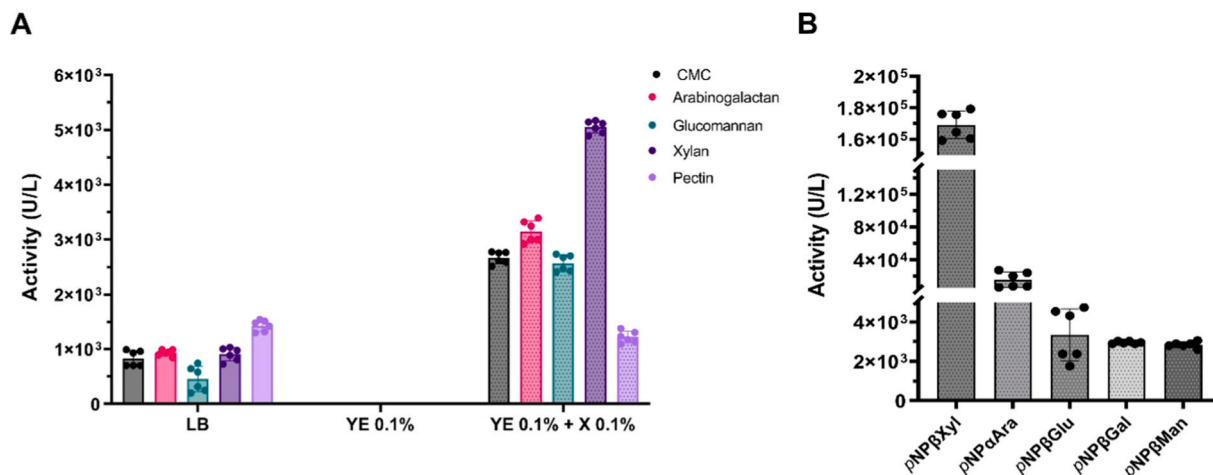 A
Activity (U/L)
6×10³
5×10³
4×10³
3×10³
2×10³
1×10³
0
LB
YE 0.1%
YE 0.1% + X 0.1%
CMC
Arabinogalactan
Glucomannan
Xylan
Pectin
B
Activity (U/L)
2×10⁵
1.8×10⁵
1.6×10⁵
1.2×10⁵
8×10⁴
4×10⁴
4×10³
2×10³
0
pNPβXyl
pNPαAra
pNPβGlu
pNPβGal
pNPβMan